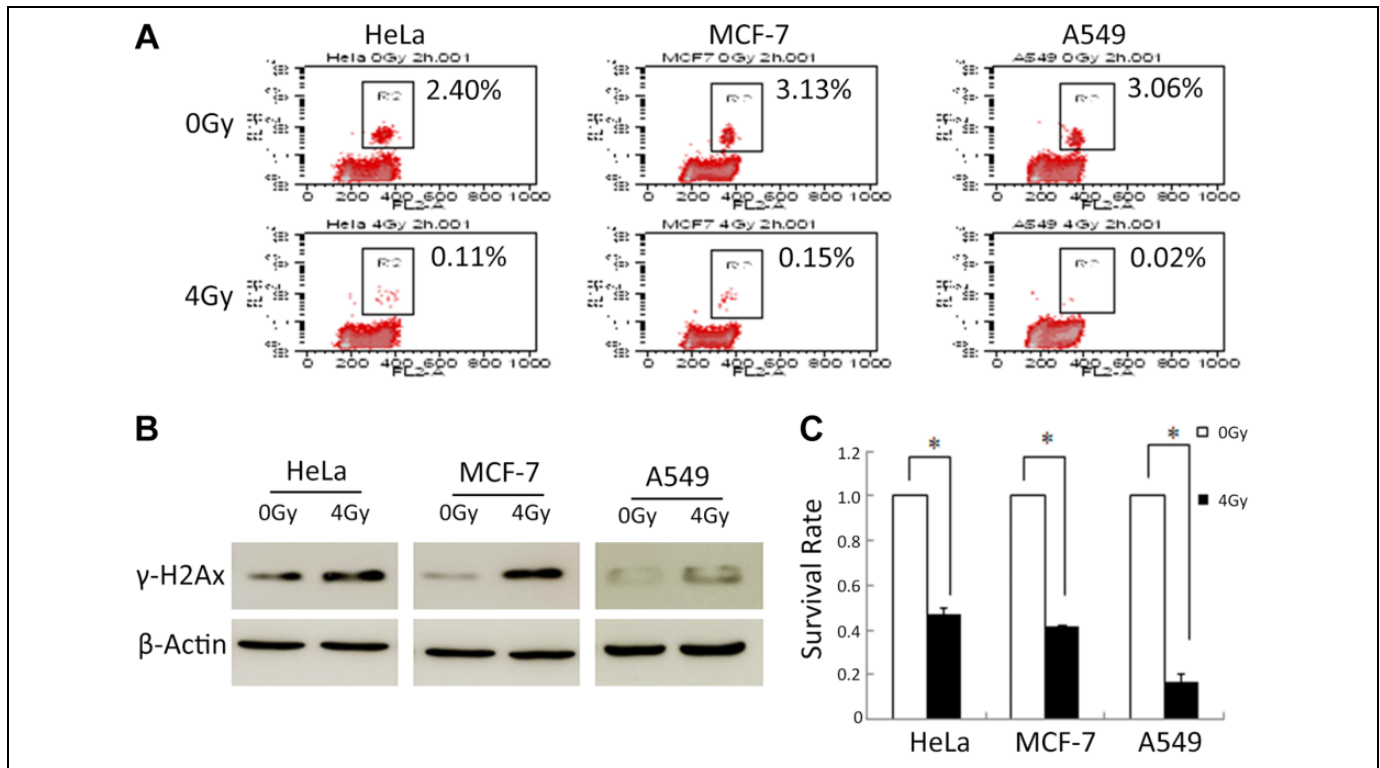 A
HeLa MCF-7 A549
Hela 0Gy 2h.001 MCF7 0Gy 2h.001 A549 0Gy 2h.001
0Gy
R2 2.40% R2 3.13% R2 3.06%
0 200 400 600 800 1000 0 200 400 600 800 1000 0 200 400 600 800 1000
FL2-A FL2-A FL2-A
Hela 4Gy 2h.001 MCF7 4Gy 2h.001 A549 4Gy 2h.001
4Gy
R2 0.11% R2 0.15% R2 0.02%
0 200 400 600 800 1000 0 200 400 600 800 1000 0 200 400 600 800 1000
FL2-A FL2-A FL2-A
B
HeLa MCF-7 A549
0Gy 4Gy 0Gy 4Gy 0Gy 4Gy
γ-H2Ax
β-Actin
C
* * *
0Gy
4Gy
Survival Rate
1.2
1.0
0.8
0.6
0.4
0.2
0
HeLa MCF-7 A549